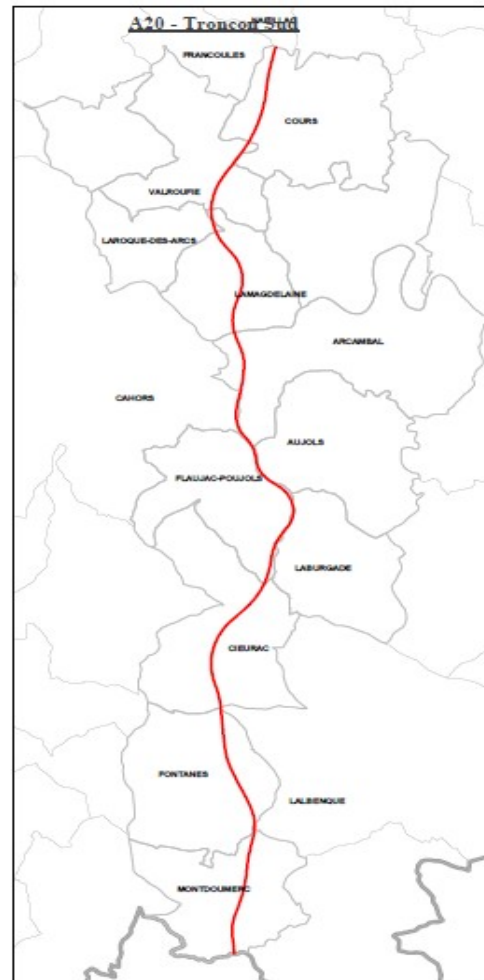 A20 - Troncon Sud
NADILLAC
FRANCOULES
COURS
VALROUFIE
LAROQUE-DES-ARCS
LAMAGDELAINE
ARCAMBAL
CAHORS
AUJOLS
FLAUJAC-POUJOLS
LABURGADE
CIEURAC
FONTANES
LALBENQUE
MONTDOUMERC